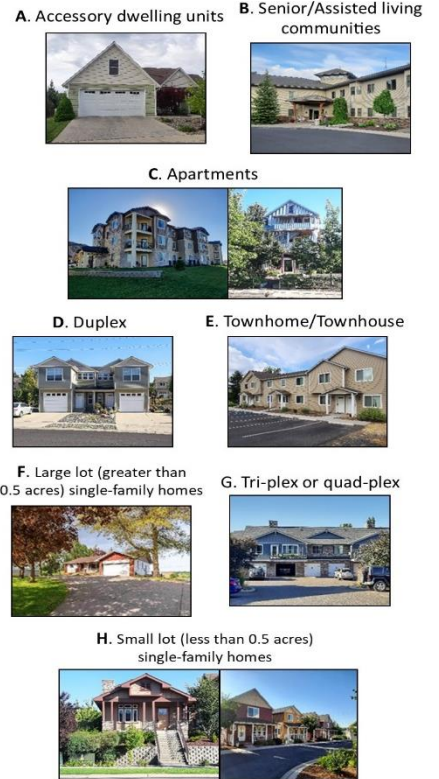 A. Accessory dwelling units
B. Senior/Assisted living
communities
C. Apartments
D. Duplex
E. Townhome/Townhouse
F. Large lot (greater than
0.5 acres) single-family homes
G. Tri-plex or quad-plex
H. Small lot (less than 0.5 acres)
single-family homes